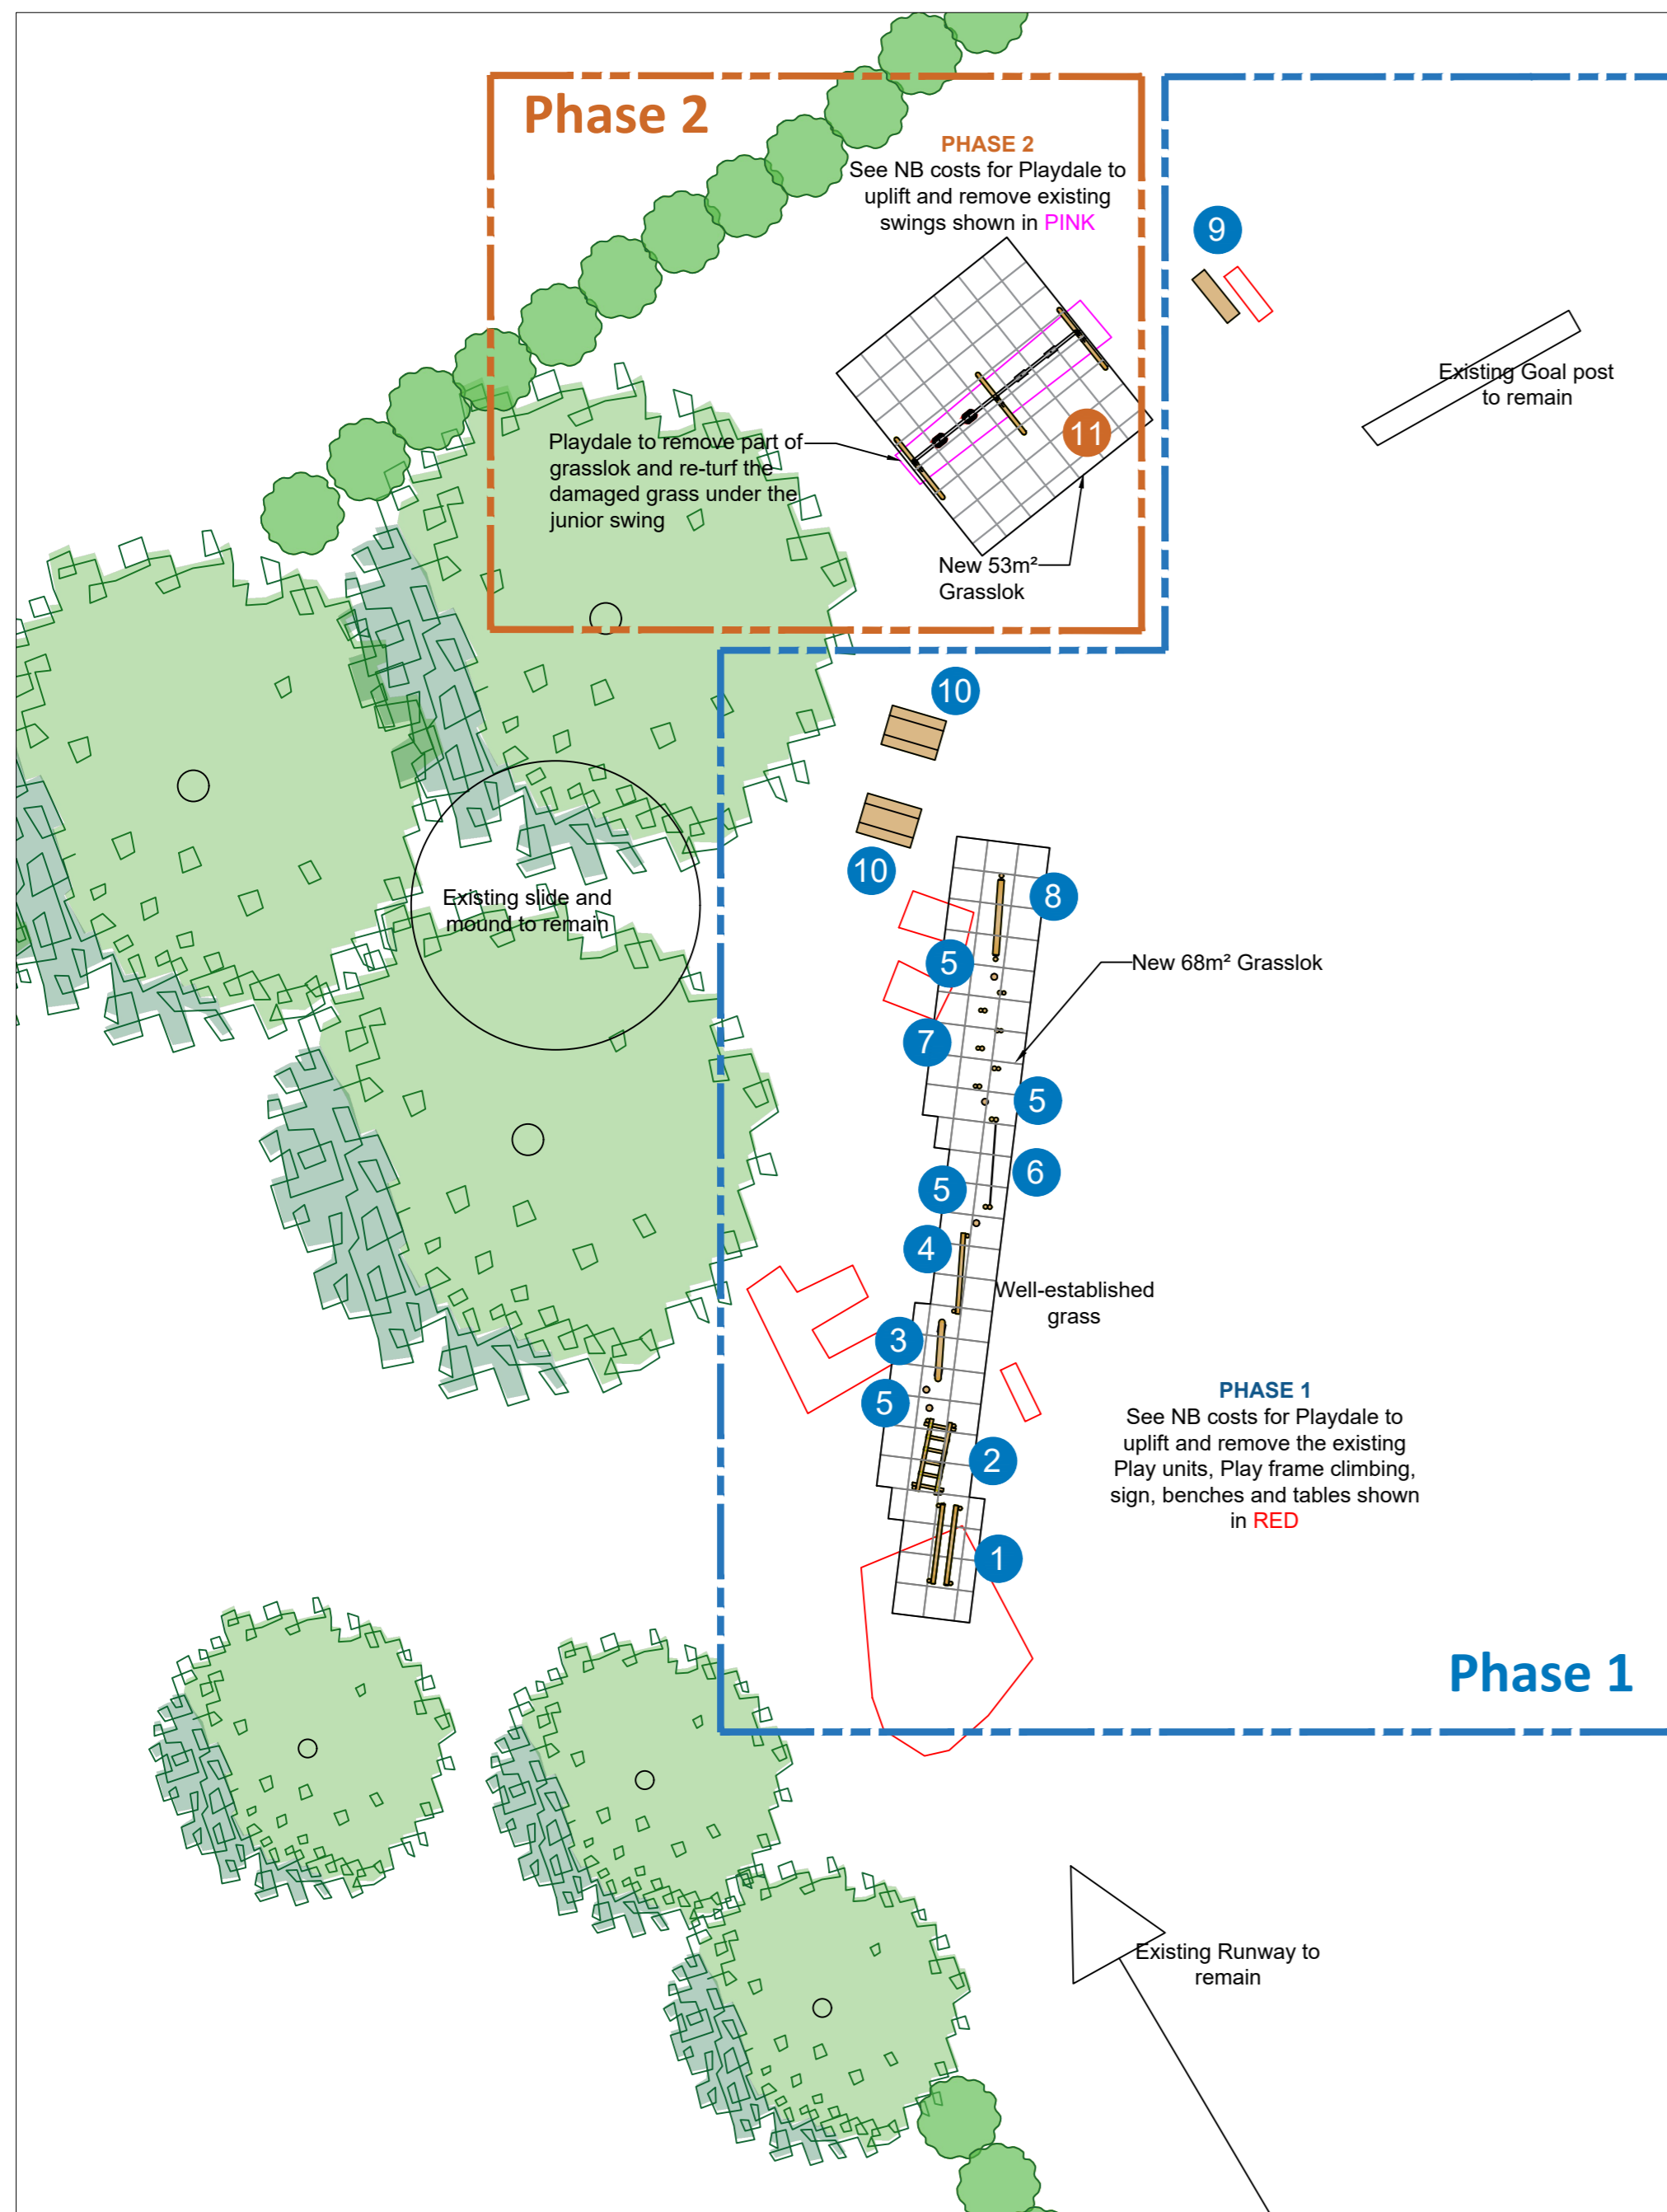 Phase 2
PHASE 2
See NB costs for Playdale to
uplift and remove existing
swings shown in PINK
9
Existing Goal post
to remain
11
Playdale to remove part of
grasslok and re-turf the
damaged grass under the
junior swing
New 53m²
Grasslok
10
10
8
Existing slide and
mound to remain
5
New 68m² Grasslok
7
5
6
5
4
Well-established
grass
3
5
PHASE 1
See NB costs for Playdale to
uplift and remove the existing
Play units, Play frame climbing,
sign, benches and tables shown
in RED
2
1
Phase 1
Existing Runway to
remain